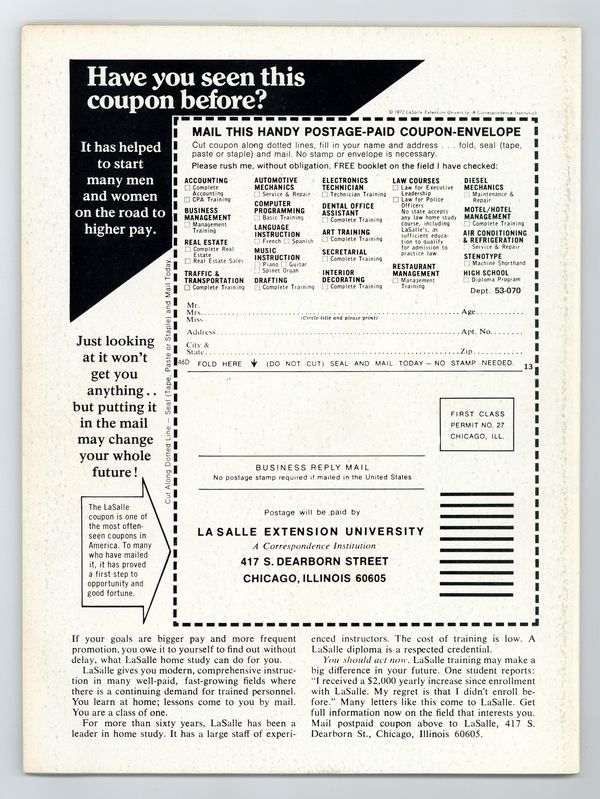 Have you seen this
coupon before?
It has helped
to start
many men
and women
on the road to
higher pay.
Just looking
at it won't
get you
anything . .
but putting it
in the mail
may change
your whole
future!
The LaSalle
coupon is one of
the most often-
seen coupons in
America. To many
who have mailed
it, it has proved
a first step to
opportunity and
good fortune.
© 1972 LaSalle Extension University, A Correspondence Institution
Cut Along Dotted Line — Seal (Tape, Paste or Staple) and Mail Today.
MAIL THIS HANDY POSTAGE-PAID COUPON-ENVELOPE
Cut coupon along dotted lines, fill in your name and address . . . fold, seal (tape,
paste or staple) and mail. No stamp or envelope is necessary.
Please rush me, without obligation, FREE booklet on the field I have checked:
ACCOUNTING
Complete
Accounting
CPA Training
BUSINESS
MANAGEMENT
Management
Training
REAL ESTATE
Complete Real
Estate
Real Estate Sales
TRAFFIC &
TRANSPORTATION
Complete Training
AUTOMOTIVE
MECHANICS
Service & Repair
COMPUTER
PROGRAMMING
Basic Training
LANGUAGE
INSTRUCTION
French Spanish
MUSIC
INSTRUCTION
Piano Guitar
Spinet Organ
DRAFTING
Complete Training
ELECTRONICS
TECHNICIAN
Technician Training
DENTAL OFFICE
ASSISTANT
Complete Training
ART TRAINING
Complete Training
SECRETARIAL
Complete Training
INTERIOR
DECORATING
Complete Training
LAW COURSES
Law for Executive
Leadership
Law for Police
Officers
No state accepts
any law home study
course, including
LaSalle's, as
sufficient educa-
tion to qualify
for admission to
practice law.
RESTAURANT
MANAGEMENT
Management
Training
DIESEL
MECHANICS
Maintenance &
Repair
MOTEL/HOTEL
MANAGEMENT
Complete Training
AIR CONDITIONING
& REFRIGERATION
Service & Repair
STENOTYPE
Machine Shorthand
HIGH SCHOOL
Diploma Program
Dept. 53-070
Mr.
Mrs.
Miss Age
(Circle title and please print)
Address Apt. No.
City &
State Zip
46D FOLD HERE (DO NOT CUT) SEAL AND MAIL TODAY — NO STAMP NEEDED. 13
FIRST CLASS
PERMIT NO. 27
CHICAGO, ILL.
BUSINESS REPLY MAIL
No postage stamp required if mailed in the United States
Postage will be paid by
LA SALLE EXTENSION UNIVERSITY
A Correspondence Institution
417 S. DEARBORN STREET
CHICAGO, ILLINOIS 60605
If your goals are bigger pay and more frequent
promotion, you owe it to yourself to find out without
delay, what LaSalle home study can do for you.
LaSalle gives you modern, comprehensive instruc-
tion in many well-paid, fast-growing fields where
there is a continuing demand for trained personnel.
You learn at home; lessons come to you by mail.
You are a class of one.
For more than sixty years, LaSalle has been a
leader in home study. It has a large staff of experi-
enced instructors. The cost of training is low. A
LaSalle diploma is a respected credential.
You should act now. LaSalle training may make a
big difference in your future. One student reports:
"I received a $2,000 yearly increase since enrollment
with LaSalle. My regret is that I didn't enroll be-
fore." Many letters like this come to LaSalle. Get
full information now on the field that interests you.
Mail postpaid coupon above to LaSalle, 417 S.
Dearborn St., Chicago, Illinois 60605.